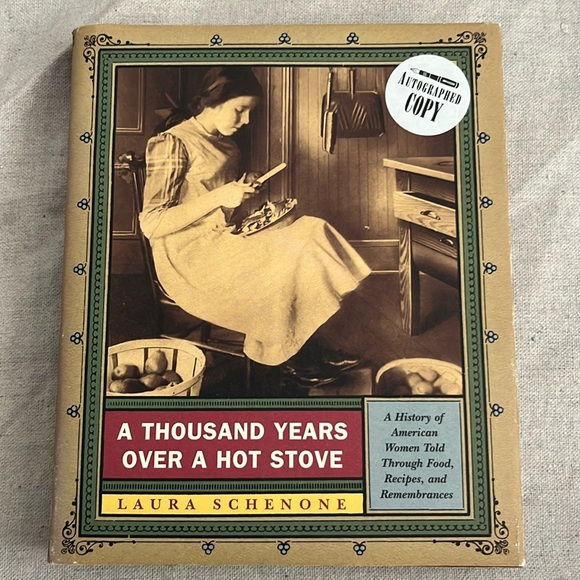 AUTOGRAPHED
COPY
A THOUSAND YEARS
OVER A HOT STOVE
LAURA SCHENONE
A History of
American
Women Told
Through Food,
Recipes, and
Remembrances